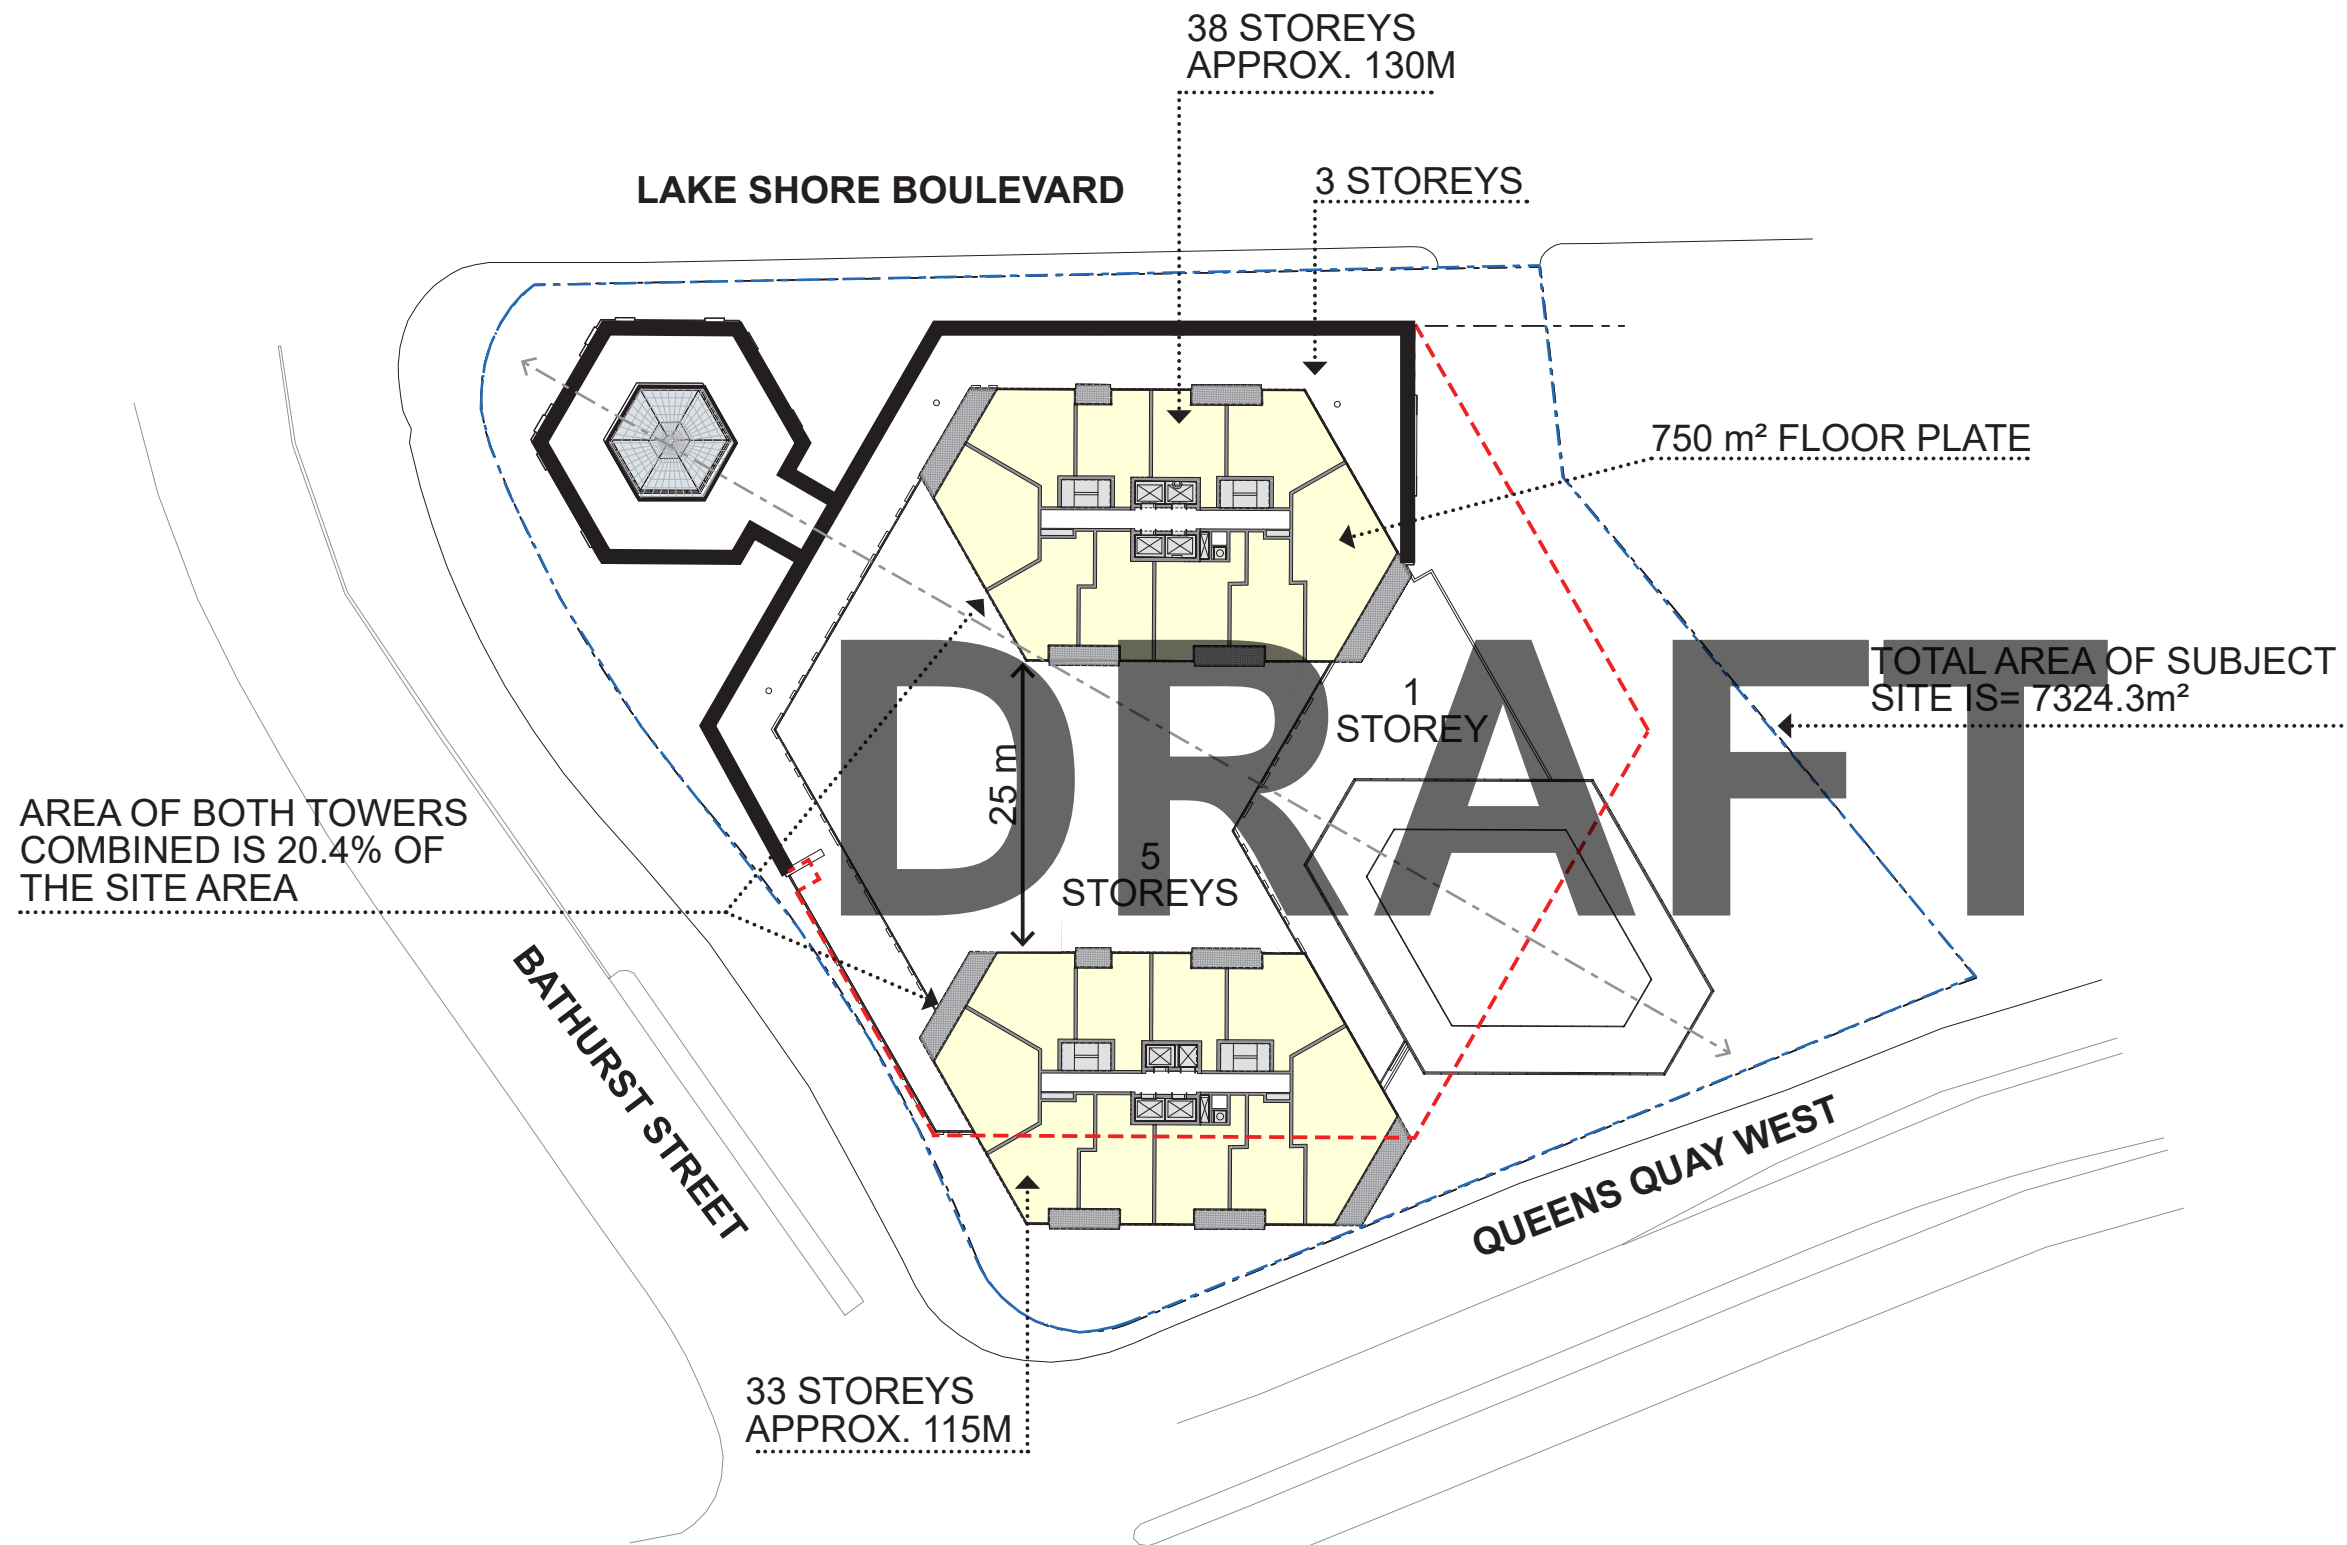 38 STOREYS
APPROX. 130M
LAKE SHORE BOULEVARD
3 STOREYS
750 m² FLOOR PLATE
TOTAL AREA OF SUBJECT
SITE IS= 7324.3m²
1
STOREY
DRAFT
25 m
AREA OF BOTH TOWERS
COMBINED IS 20.4% OF
THE SITE AREA
5
STOREYS
BATHURST STREET
QUEENS QUAY WEST
33 STOREYS
APPROX. 115M